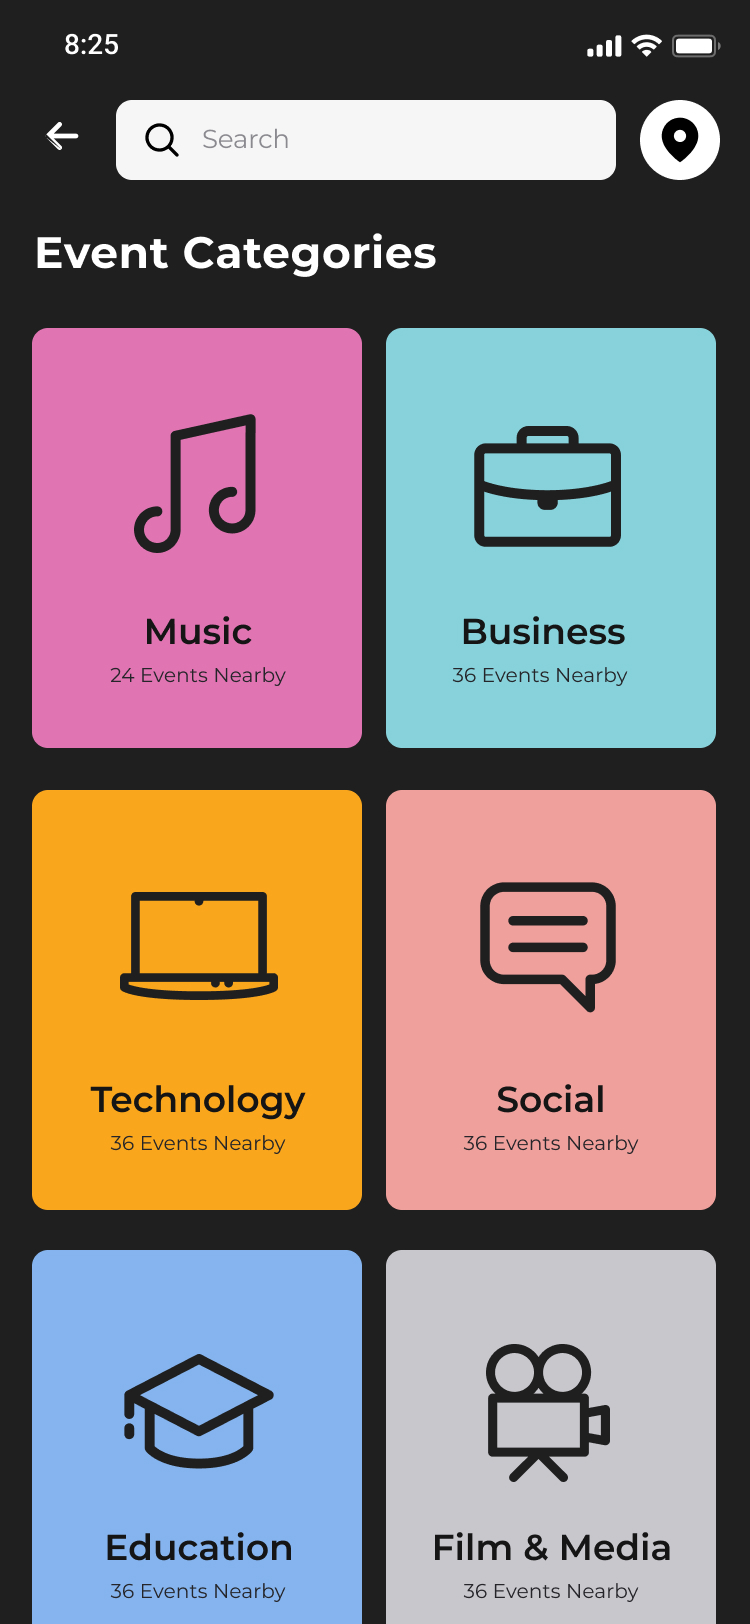 8:25
Search
Event Categories
Music
24 Events Nearby
Business
36 Events Nearby
Technology
36 Events Nearby
Social
36 Events Nearby
Education
36 Events Nearby
Film & Media
36 Events Nearby